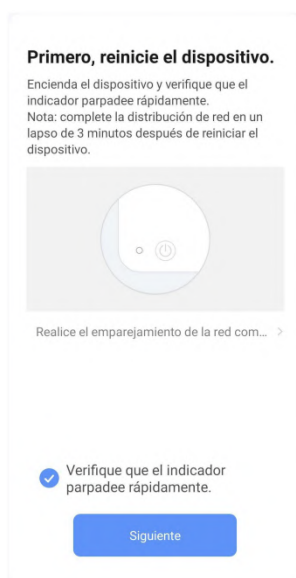 Primero, reinicie el dispositivo.
Encienda el dispositivo y verifique que el
indicador parpadee rápidamente.
Nota: complete la distribución de red en un
lapso de 3 minutos después de reiniciar el
dispositivo.
Realice el emparejamiento de la red com...
Verifique que el indicador
parpadee rápidamente.
Siguiente